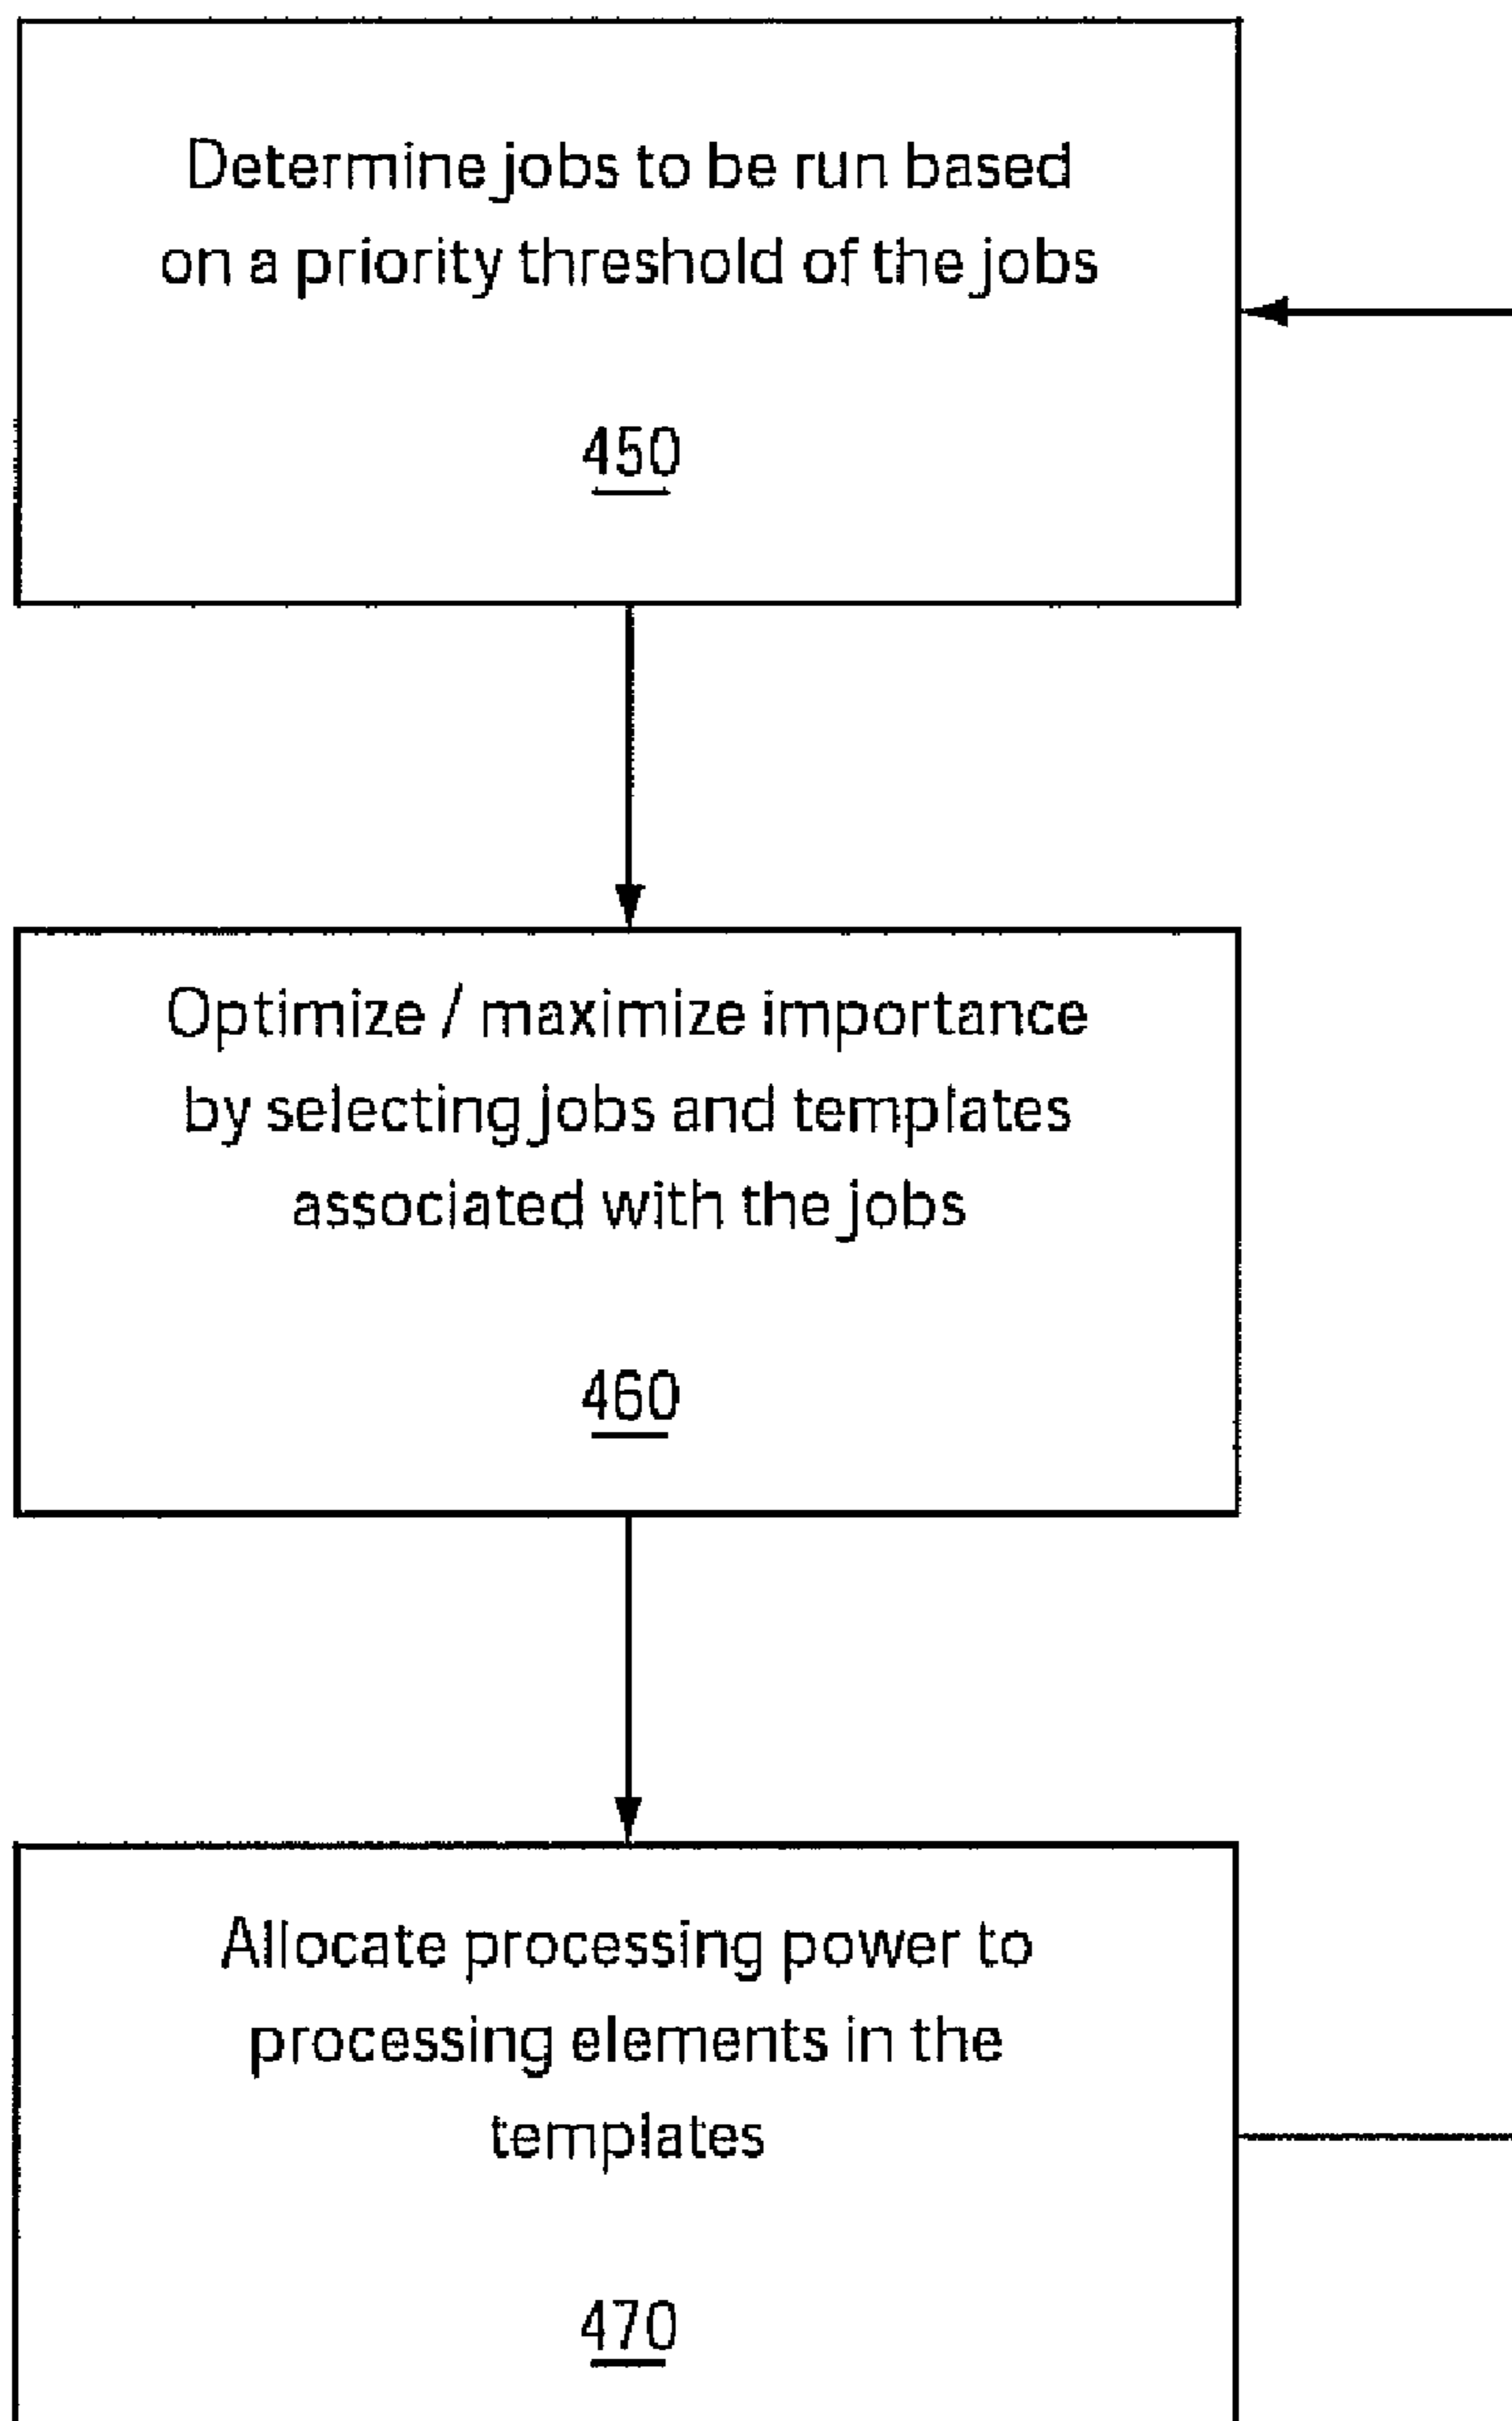 Determine jobs to be run based
on a priority threshold of the jobs
450
Optimize / maximize importance
by selecting jobs and templates
associated with the jobs
460
Allocate processing power to
processing elements in the
templates
470